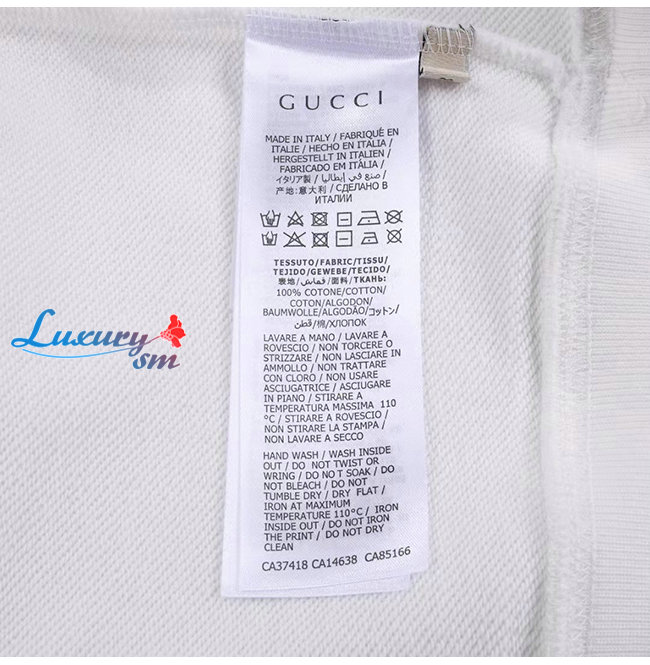 GUCCI
MADE IN ITALY / FABRIQUÉ EN
ITALIE / HECHO EN ITALIA /
HERGESTELLT IN ITALIEN /
FABRICADO EM ITÁLIA /
イタリア製 / صنع في إيطاليا /
产地:意大利 / СДЕЛАНО В
ИТАЛИИ
TESSUTO/FABRIC/TISSU/
TEJIDO/GEWEBE/TECIDO/
表地/قماش/面料/ТКАНЬ:
100% COTONE/COTTON/
COTON/ALGODON/
BAUMWOLLE/ALGODÃO/コットン/
قطن/棉/ХЛОПОК
LAVARE A MANO / LAVARE A
ROVESCIO / NON TORCERE O
STRIZZARE / NON LASCIARE IN
AMMOLLO / NON TRATTARE
CON CLORO / NON USARE
ASCIUGATRICE / ASCIUGARE
IN PIANO / STIRARE A
TEMPERATURA MASSIMA 110
°C / STIRARE A ROVESCIO /
NON STIRARE LA STAMPA /
NON LAVARE A SECCO
HAND WASH / WASH INSIDE
OUT / DO NOT TWIST OR
WRING / DO NO T SOAK / DO
NOT BLEACH / DO NOT
TUMBLE DRY / DRY FLAT /
IRON AT MAXIMUM
TEMPERATURE 110°C / IRON
INSIDE OUT / DO NOT IRON
THE PRINT / DO NOT DRY
CLEAN
CA37418 CA14638 CA85166
Luxury
sm